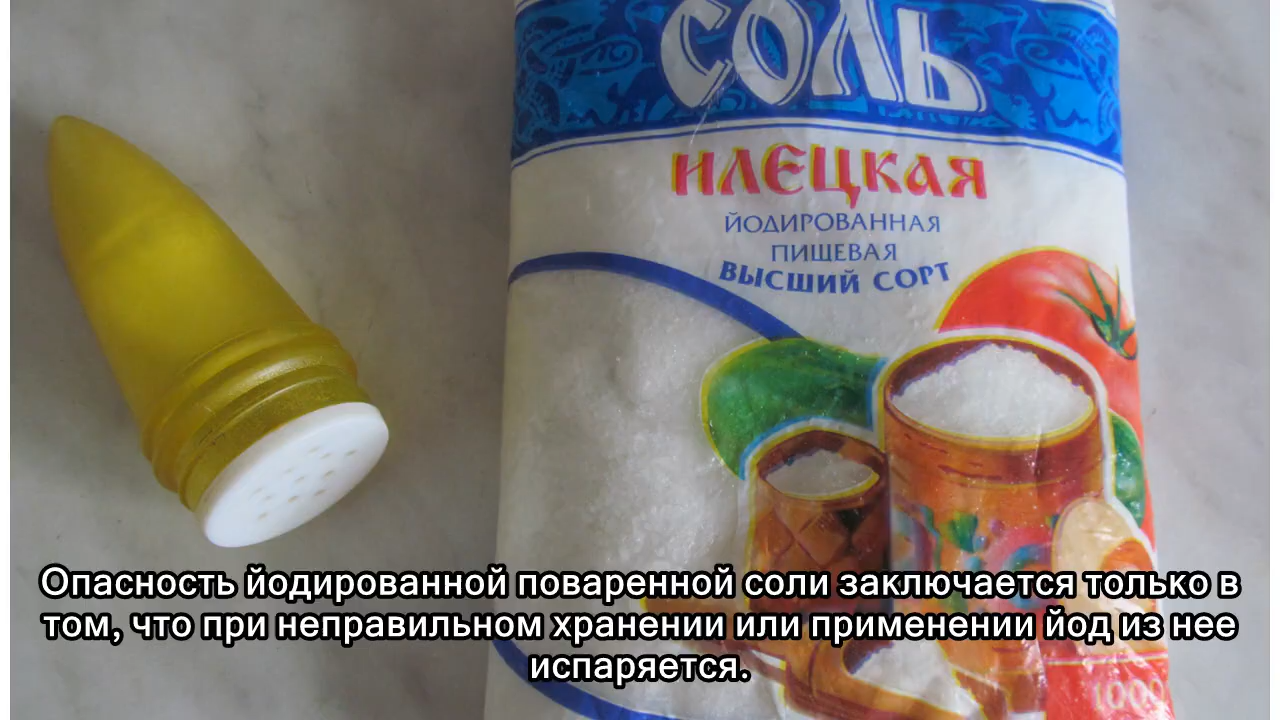 СОЛЬ
ИЛЕЦКАЯ
ЙОДИРОВАННАЯ
ПИЩЕВАЯ
ВЫСШИЙ СОРТ
1000
Опасность йодированной поваренной соли заключается только в
том, что при неправильном хранении или применении йод из нее
испаряется.